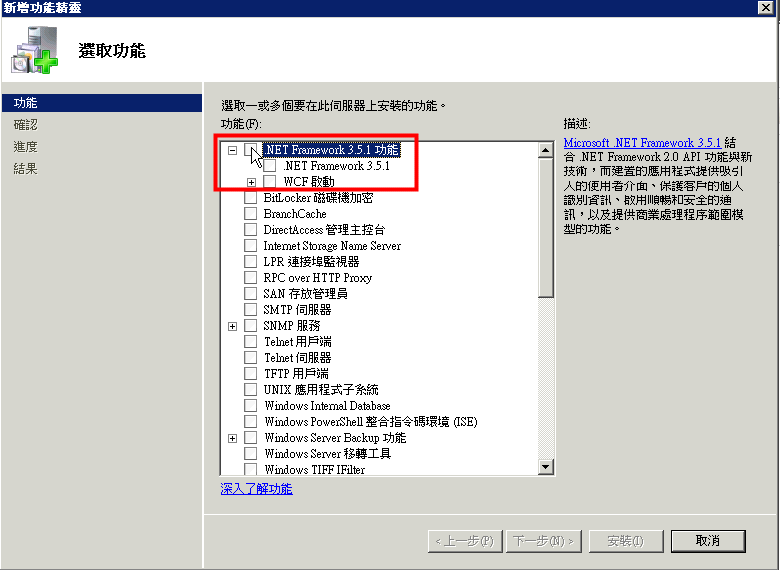 新增功能精靈
選取功能
功能
確認
進度
結果
選取一或多個要在此伺服器上安裝的功能。
功能(F):
.NET Framework 3.5.1 功能
.NET Framework 3.5.1
WCF 啟動
BitLocker 磁碟機加密
BranchCache
DirectAccess 管理主控台
Internet Storage Name Server
LPR 連接埠監視器
RPC over HTTP Proxy
SAN 存放管理員
SMTP 伺服器
SNMP 服務
Telnet 用戶端
Telnet 伺服器
TFTP 用戶端
UNIX 應用程式子系統
Windows Internal Database
Windows PowerShell 整合指令碼環境 (ISE)
Windows Server Backup 功能
Windows Server 移轉工具
Windows TIFF IFilter
深入了解功能
描述:
Microsoft .NET Framework 3.5.1 結
合 .NET Framework 2.0 API 功能與新
技術，而建置的應用程式提供吸引
人的使用者介面、保護客戶的個人
識別資訊、啟用順暢和安全的通
訊，以及提供商業處理程序範圍模
型的功能。
< 上一步(P)
下一步(N) >
安裝(I)
取消